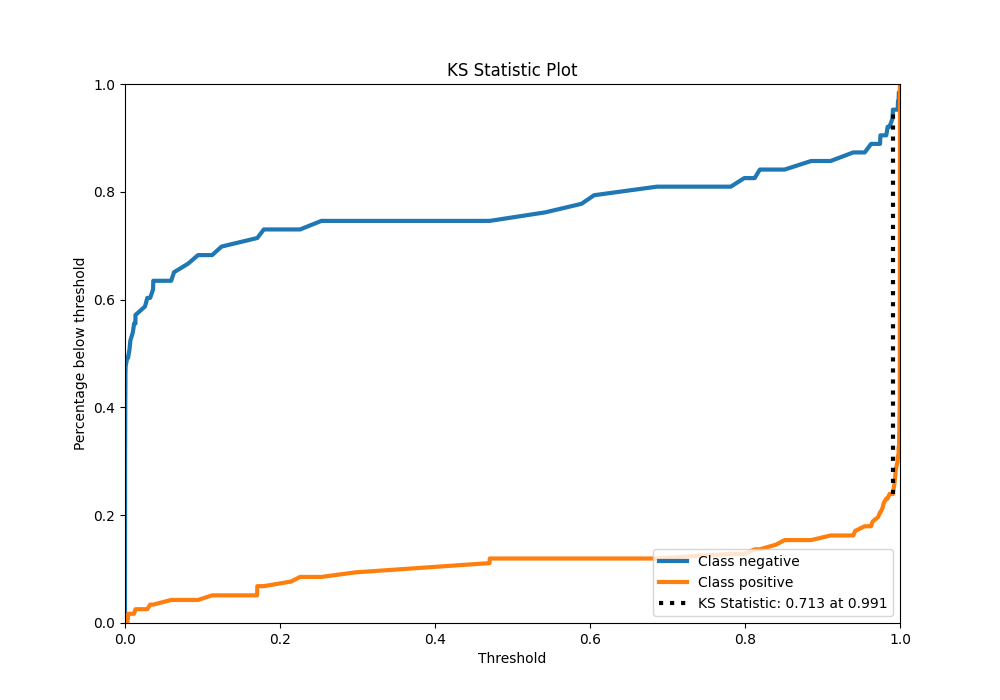 KS Statistic Plot
1.0
0.8
0.6
0.4
0.2
0.0
Percentage below threshold
0.0 0.2 0.4 0.6 0.8 1.0
Threshold
Class negative
Class positive
KS Statistic: 0.713 at 0.991